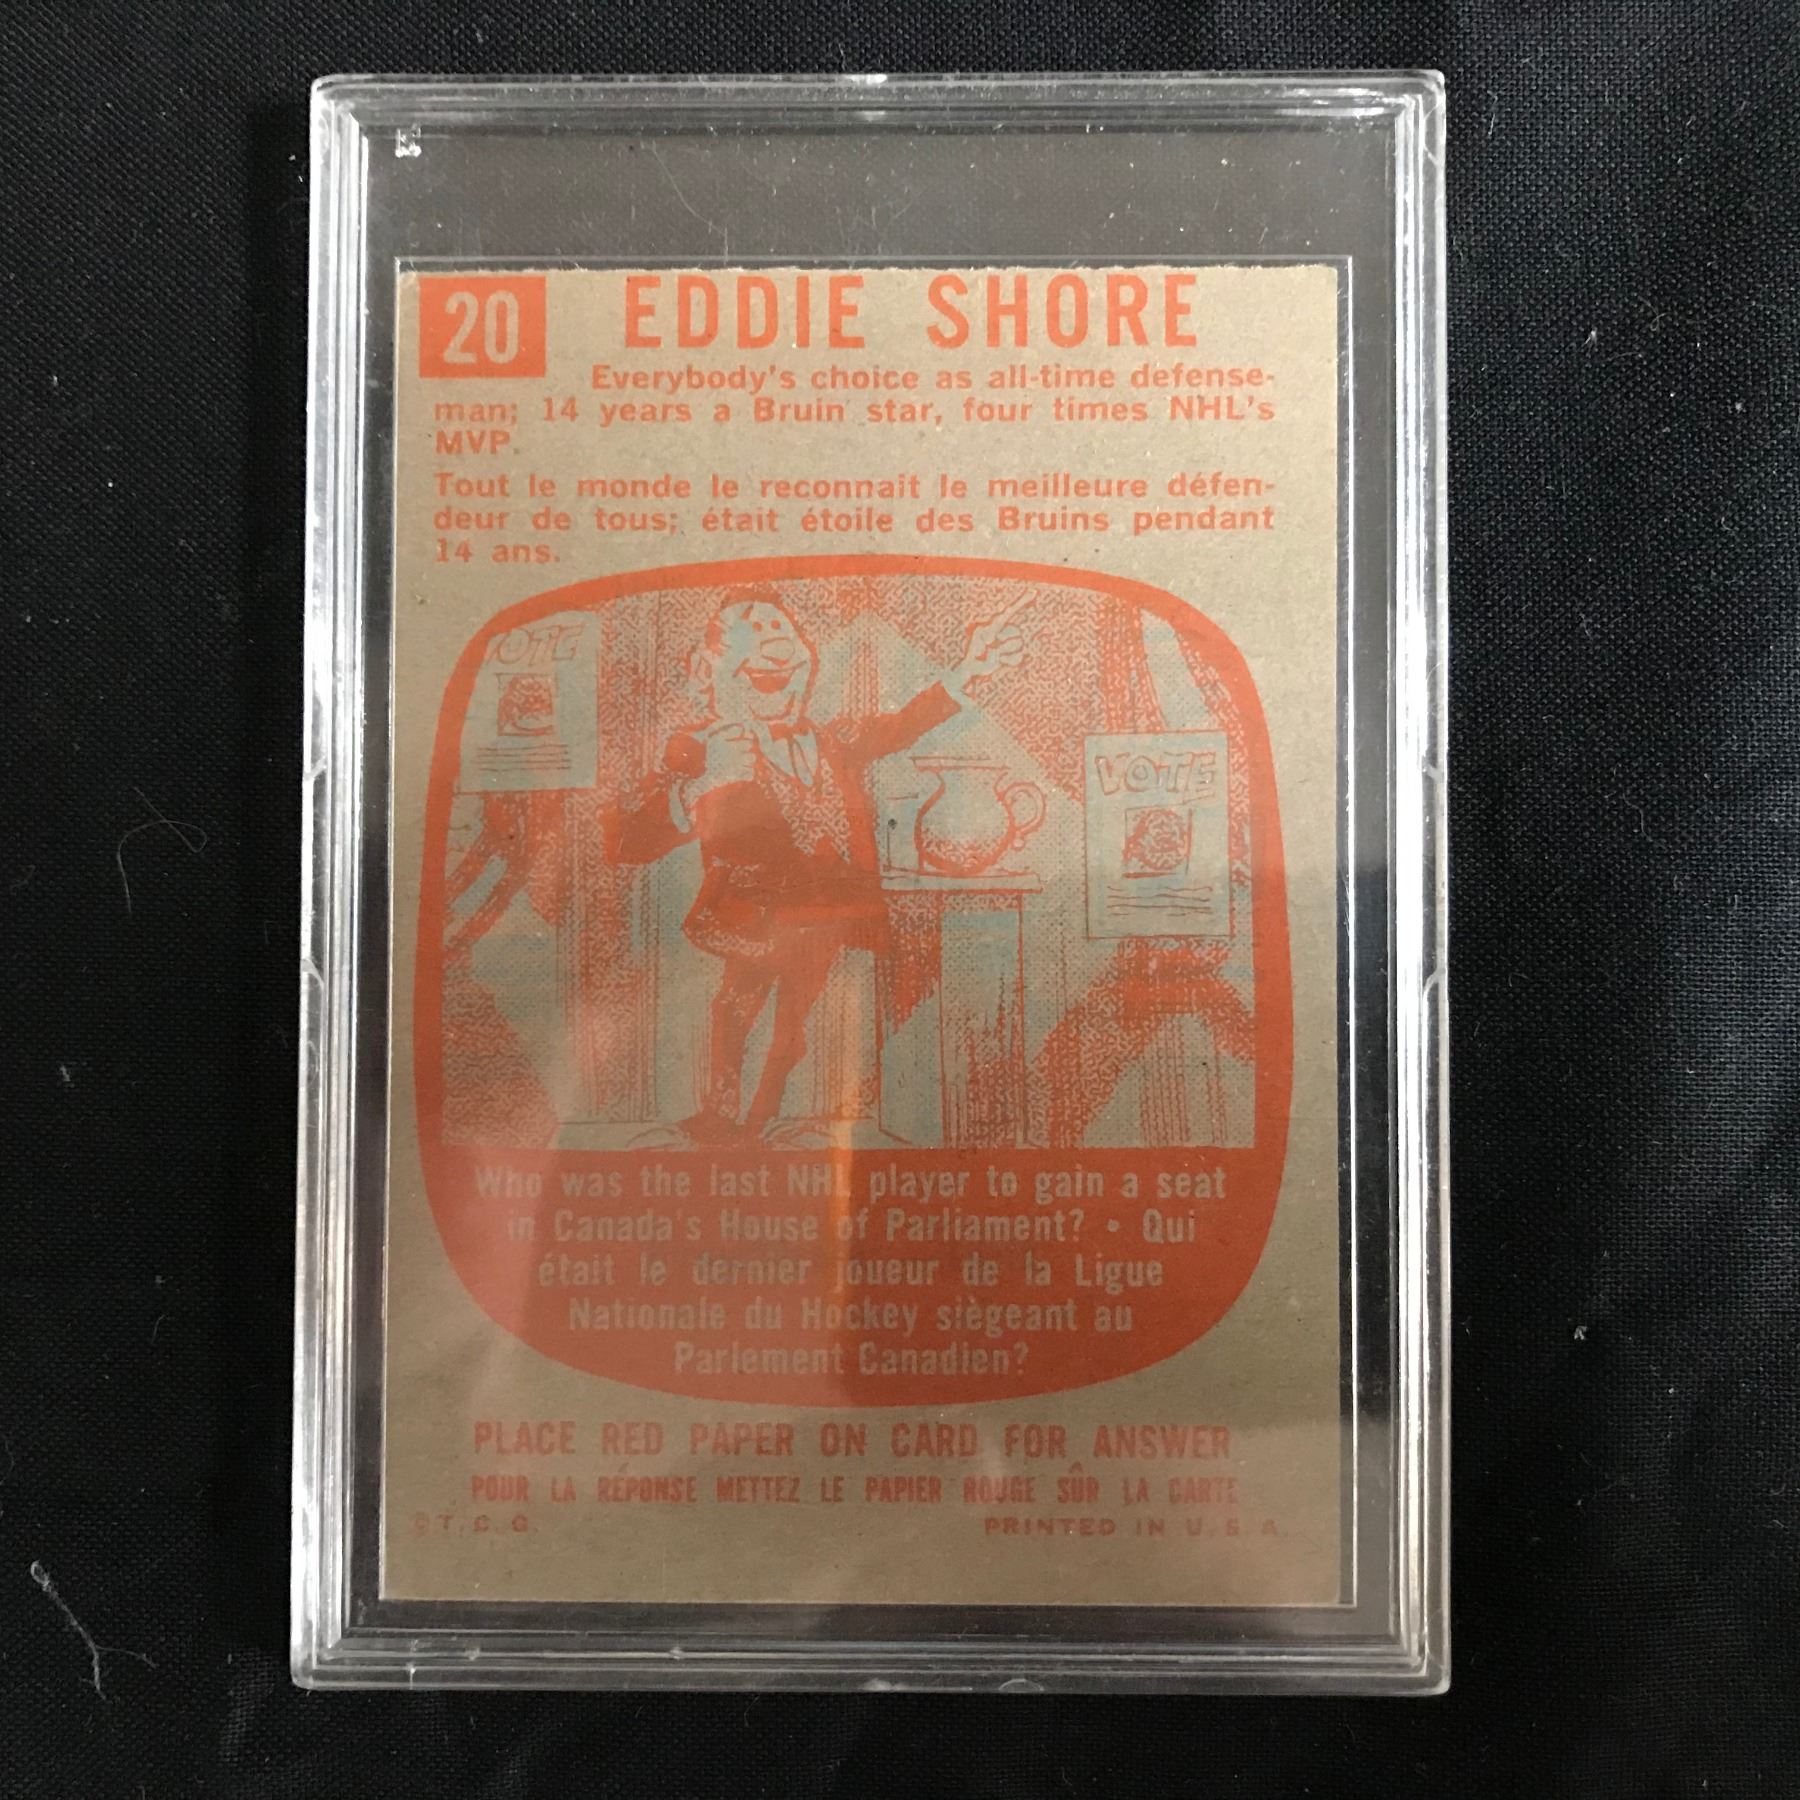 20
EDDIE SHORE
Everybody's choice as all-time defense-
man; 14 years a Bruin star, four times NHL's
MVP.
Tout le monde le reconnait le meilleure défen-
deur de tous; était étoile des Bruins pendant
14 ans.
VOTE
VOTE
Who was the last NHL player to gain a seat
in Canada's House of Parliament? • Qui
était le dernier joueur de la Ligue
Nationale du Hockey siègeant au
Parlement Canadien?
PLACE RED PAPER ON CARD FOR ANSWER
POUR LA RÉPONSE METTEZ LE PAPIER ROUGE SÛR LA CARTE
© T. C. G. PRINTED IN U. S. A.